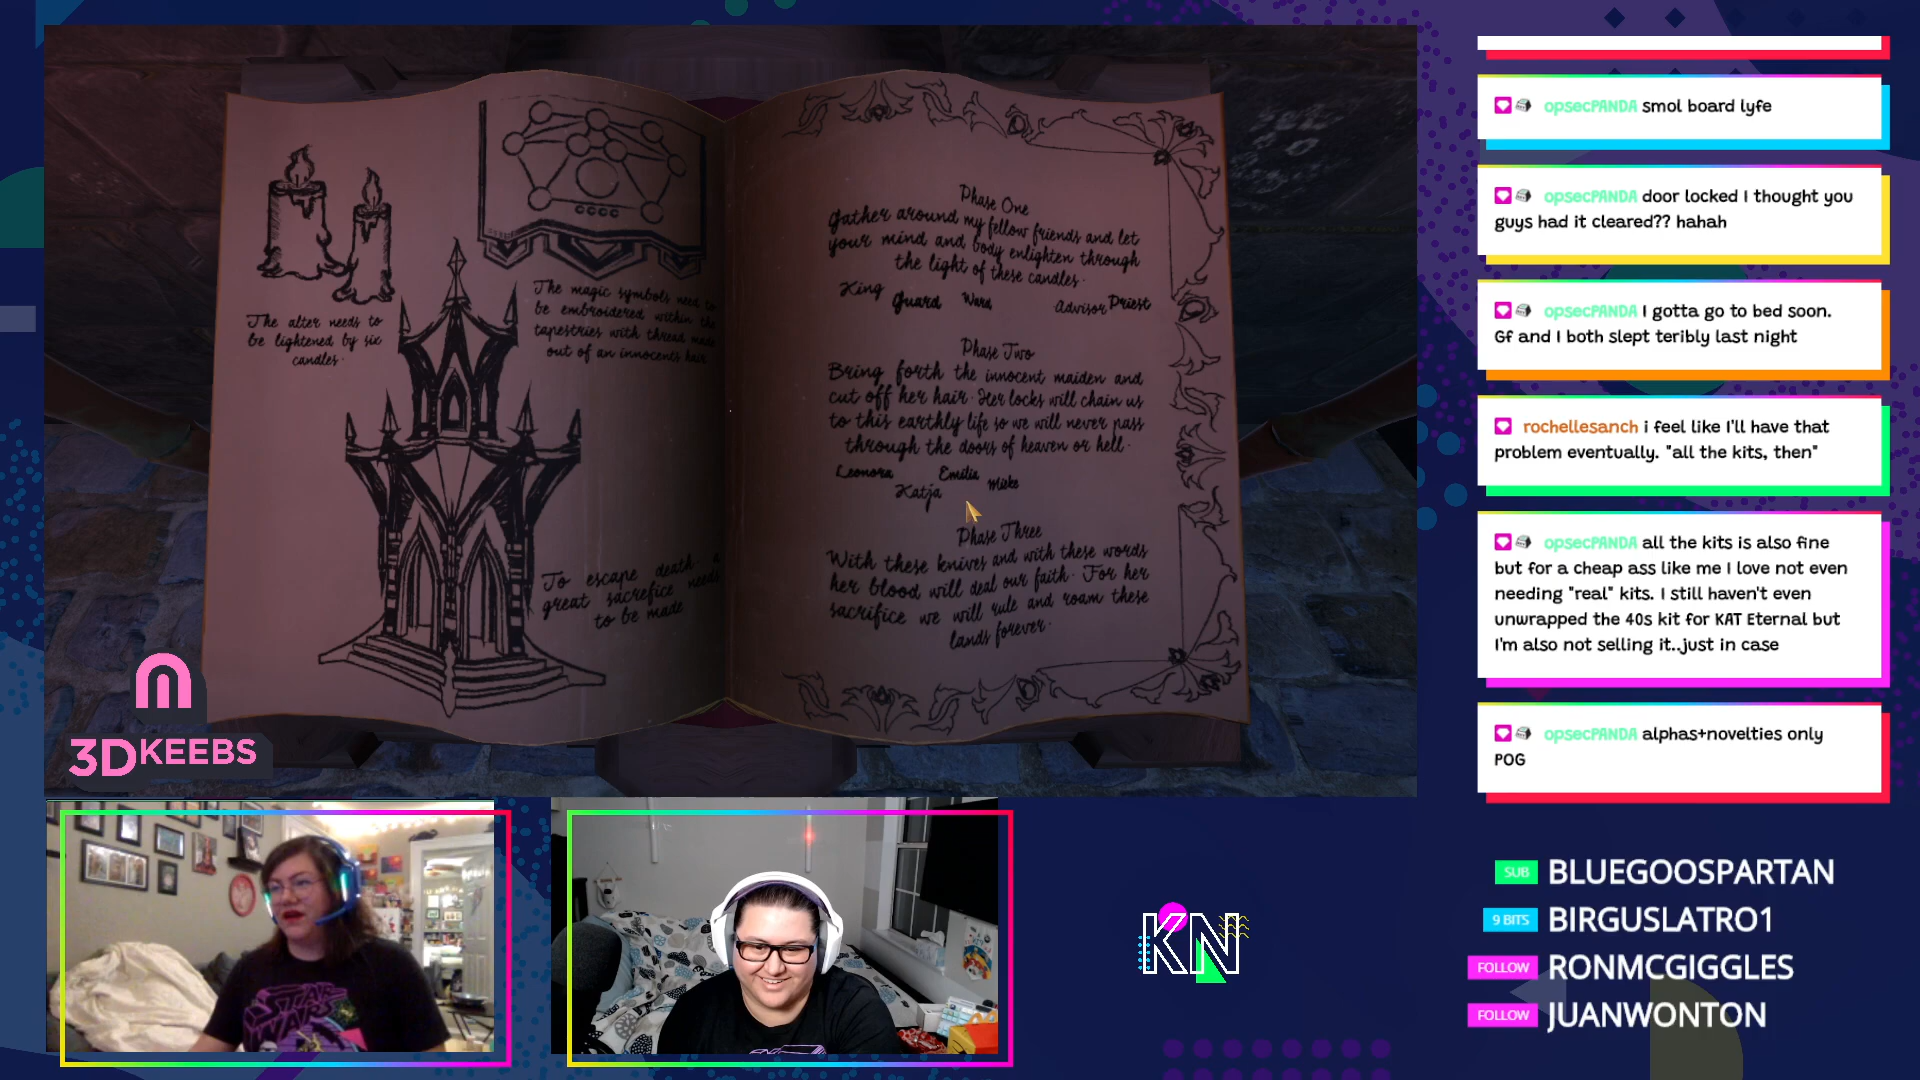 The alter needs to
be lightened by six
candles.
The magic symbols need to
be embroidered within the
tapestries with thread made
out of an innocents hair.
To escape death. a
great sacrefice needs
to be made
Phase One
Gather around my fellow friends and let
your mind and body enlighten through
the light of these candles.
King Guard Ward Advisor Priest
Phase Two
Bring forth the innocent maiden and
cut off her hair. Her locks will chain us
to this earthly life so we will never pass
through the doors of heaven or hell.
Leonora Emilia
Katja Mieke
Phase Three
With these knives and with these words
her blood will deal our faith. For her
sacrifice we will rule and roam these
lands forever.
3DKEEBS
STAR
WARS
KN
opsecPANDA smol board lyfe
opsecPANDA door locked I thought you
guys had it cleared?? hahah
opsecPANDA I gotta go to bed soon.
Gf and I both slept teribly last night
rochellesanch i feel like I'll have that
problem eventually. "all the kits, then"
opsecPANDA all the kits is also fine
but for a cheap ass like me I love not even
needing "real" kits. I still haven't even
unwrapped the 40s kit for KAT Eternal but
I'm also not selling it..just in case
opsecPANDA alphas+novelties only
POG
SUB BLUEGOOSPARTAN
9 BITS BIRGUSLATRO1
FOLLOW RONMCGIGGLES
FOLLOW JUANWONTON